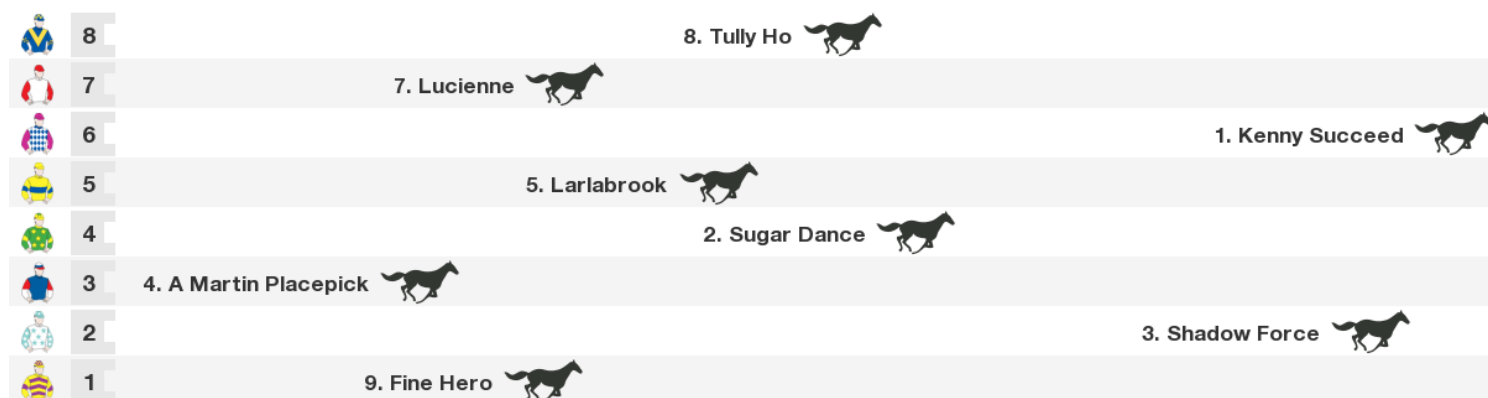 8 8. Tully Ho
7 7. Lucienne
6 1. Kenny Succeed
5 5. Larlabrook
4 2. Sugar Dance
3 4. A Martin Placepick
2 3. Shadow Force
1 9. Fine Hero